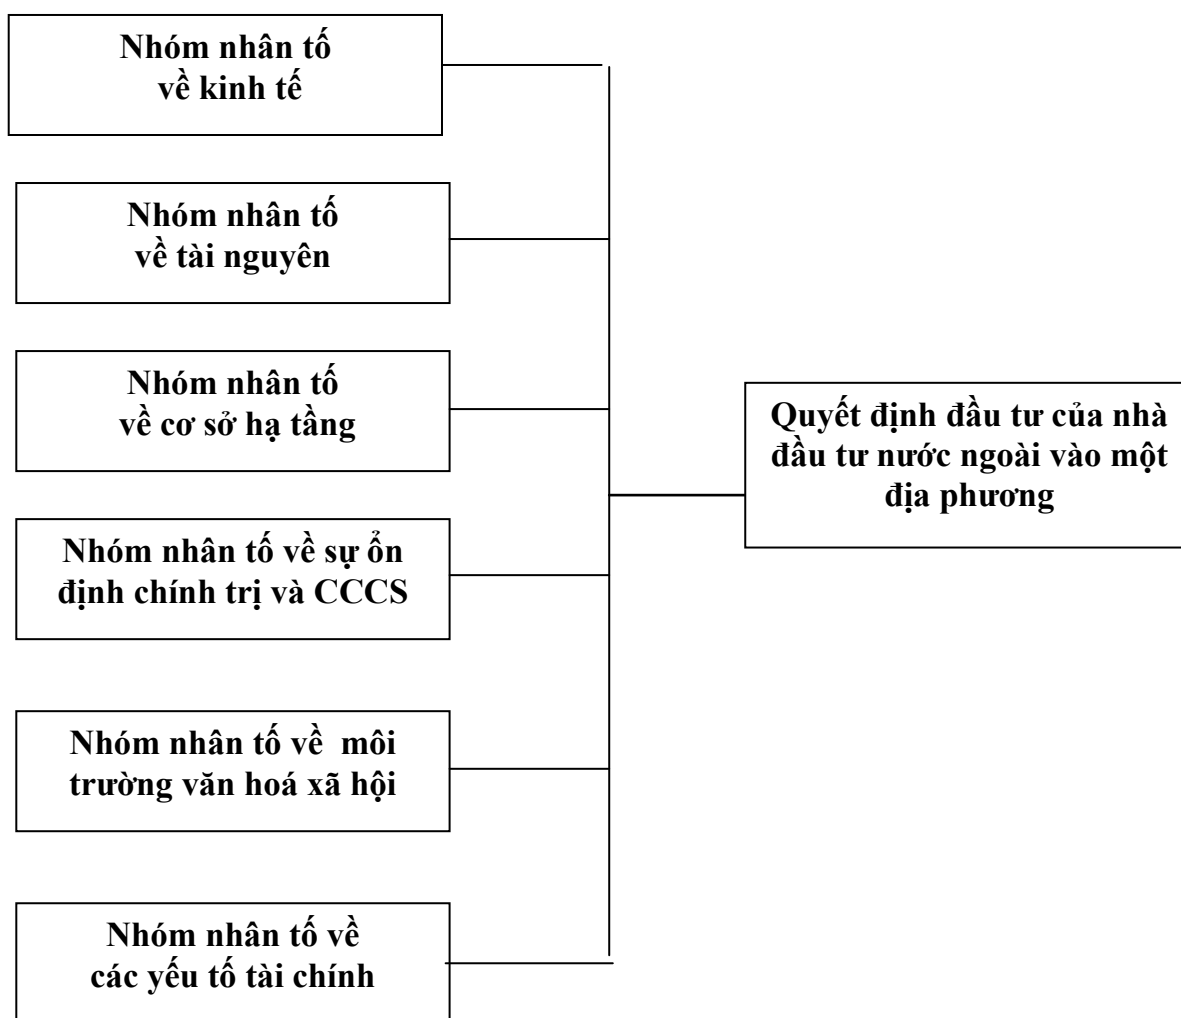 Nhóm nhân tố
về kinh tế
Nhóm nhân tố
về tài nguyên
Nhóm nhân tố
về cơ sở hạ tầng
Nhóm nhân tố về sự ổn
định chính trị và CCCS
Nhóm nhân tố về  môi
trường văn hoá xã hội
Nhóm nhân tố về
các yếu tố tài chính
Quyết định đầu tư của nhà
đầu tư nước ngoài vào một
địa phương